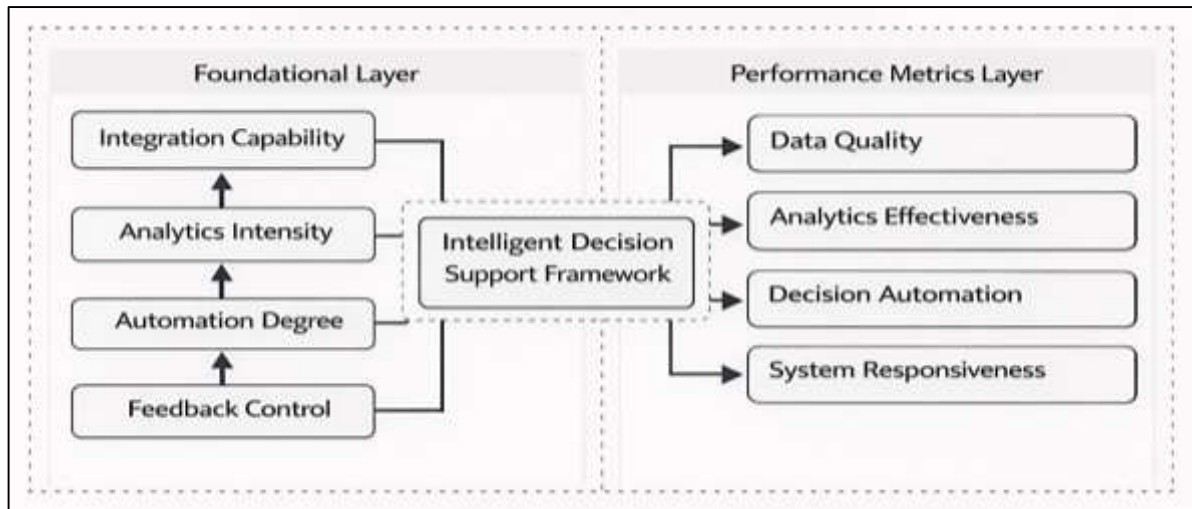 Foundational Layer
Integration Capability
Analytics Intensity
Automation Degree
Feedback Control
Intelligent Decision
Support Framework
Performance Metrics Layer
Data Quality
Analytics Effectiveness
Decision Automation
System Responsiveness